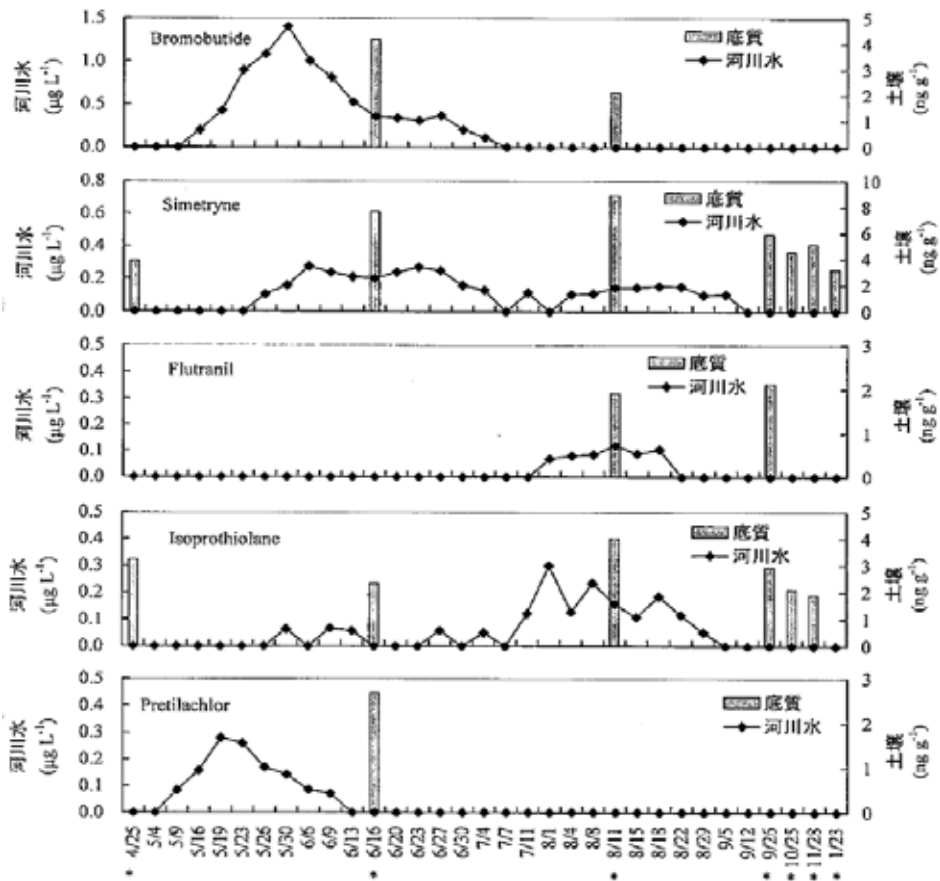 Bromobutide
底質
河川水
河川水
(μg L⁻¹)
1.5
1.0
0.5
0.0
5
4
3
2
1
0
土壌
(ng g⁻¹)
Simetryne
底質
河川水
河川水
(μg L⁻¹)
0.8
0.6
0.4
0.2
0.0
10
8
6
4
2
0
土壌
(ng g⁻¹)
Flutranil
底質
河川水
河川水
(μg L⁻¹)
0.5
0.4
0.3
0.2
0.1
0.0
3
2
1
0
土壌
(ng g⁻¹)
Isoprothiolane
底質
河川水
河川水
(μg L⁻¹)
0.5
0.4
0.3
0.2
0.1
0.0
5
4
3
2
1
0
土壌
(ng g⁻¹)
Pretilachlor
底質
河川水
河川水
(μg L⁻¹)
0.5
0.4
0.3
0.2
0.1
0.0
3
2
1
0
土壌
(ng g⁻¹)
* 4/25
5/4
5/9
5/16
5/19
5/23
5/26
5/30
6/5
6/9
6/13
* 6/16
6/20
6/23
6/27
6/30
7/4
7/7
7/11
8/1
8/4
8/8
* 8/11
8/15
8/18
8/22
8/29
9/5
9/12
* 9/25
* 10/25
* 11/28
* 1/23